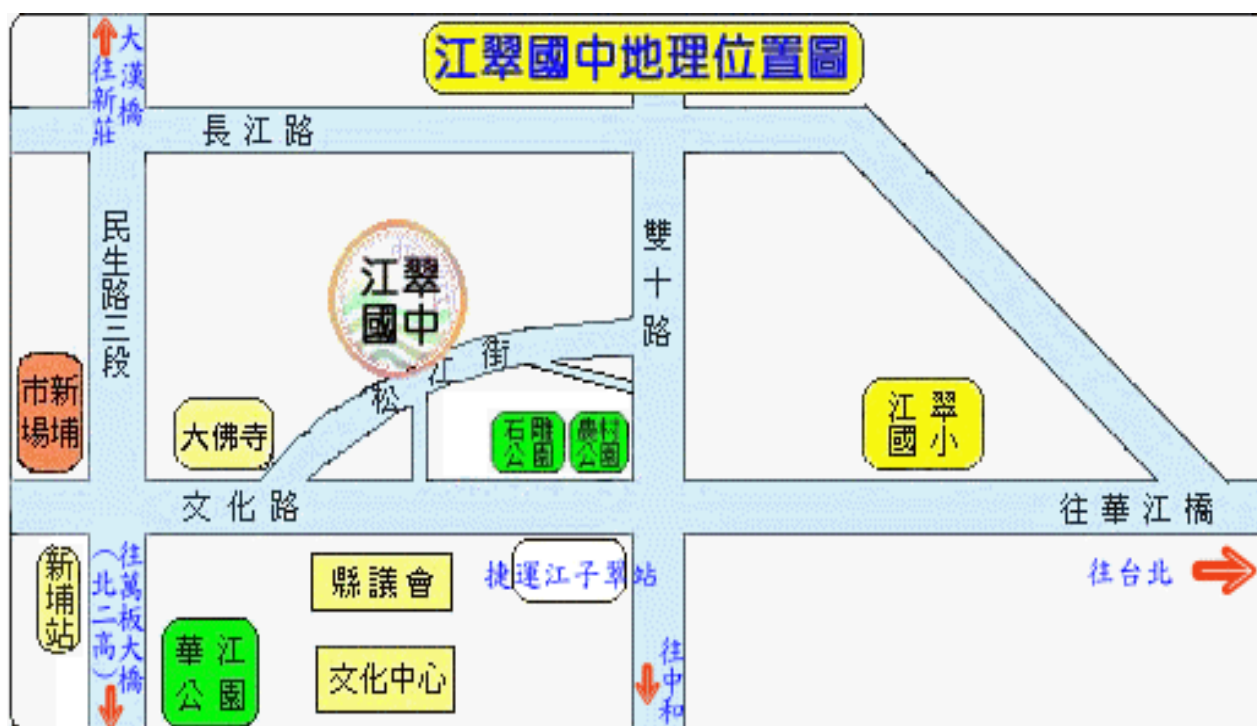 江翠國中地理位置圖
大漢橋
往新莊
長江路
民生路三段
雙十路
江翠
國中
松江街
新埔
市場
大佛寺
石雕
公園
農村
公園
江翠
國小
文化路
往華江橋
新埔站
往萬板大橋
(北二高)
縣議會
捷運江子翠站
往台北
華江
公園
文化中心
往中和